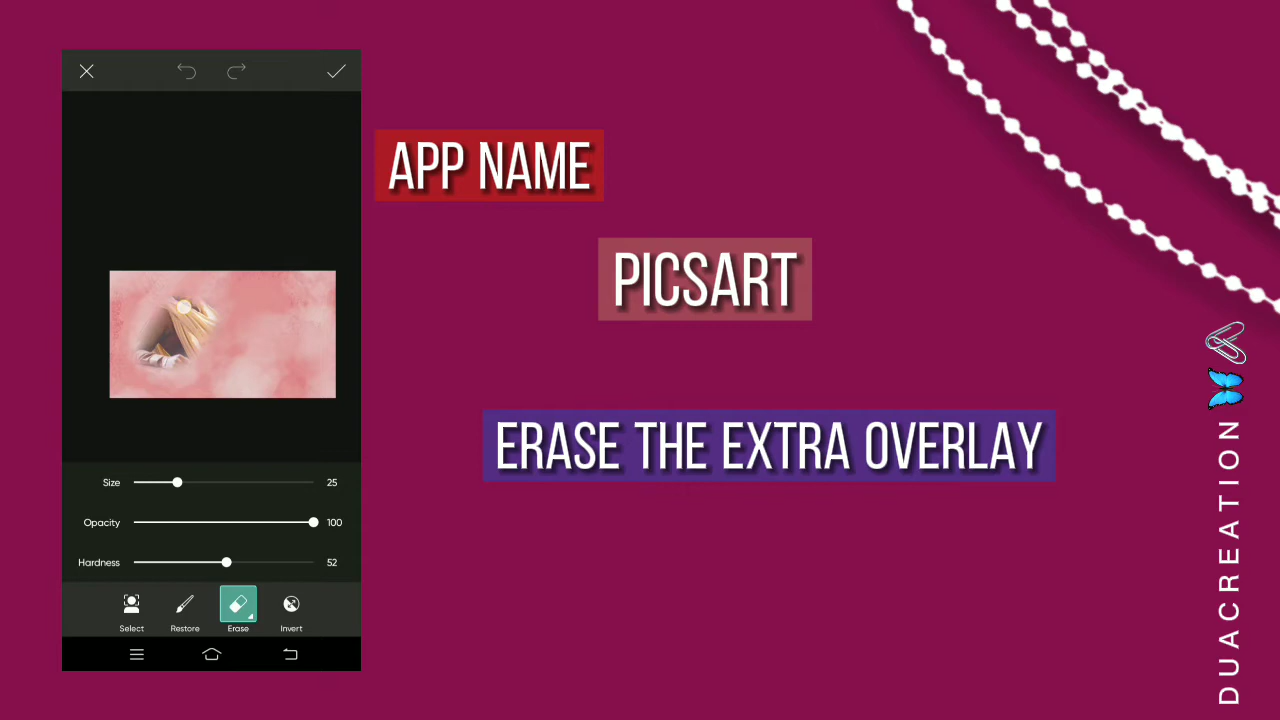 APP NAME
PICSART
ERASE THE EXTRA OVERLAY
Size 25
Opacity 100
Hardness 52
Select Restore Erase Invert
DUACREATION